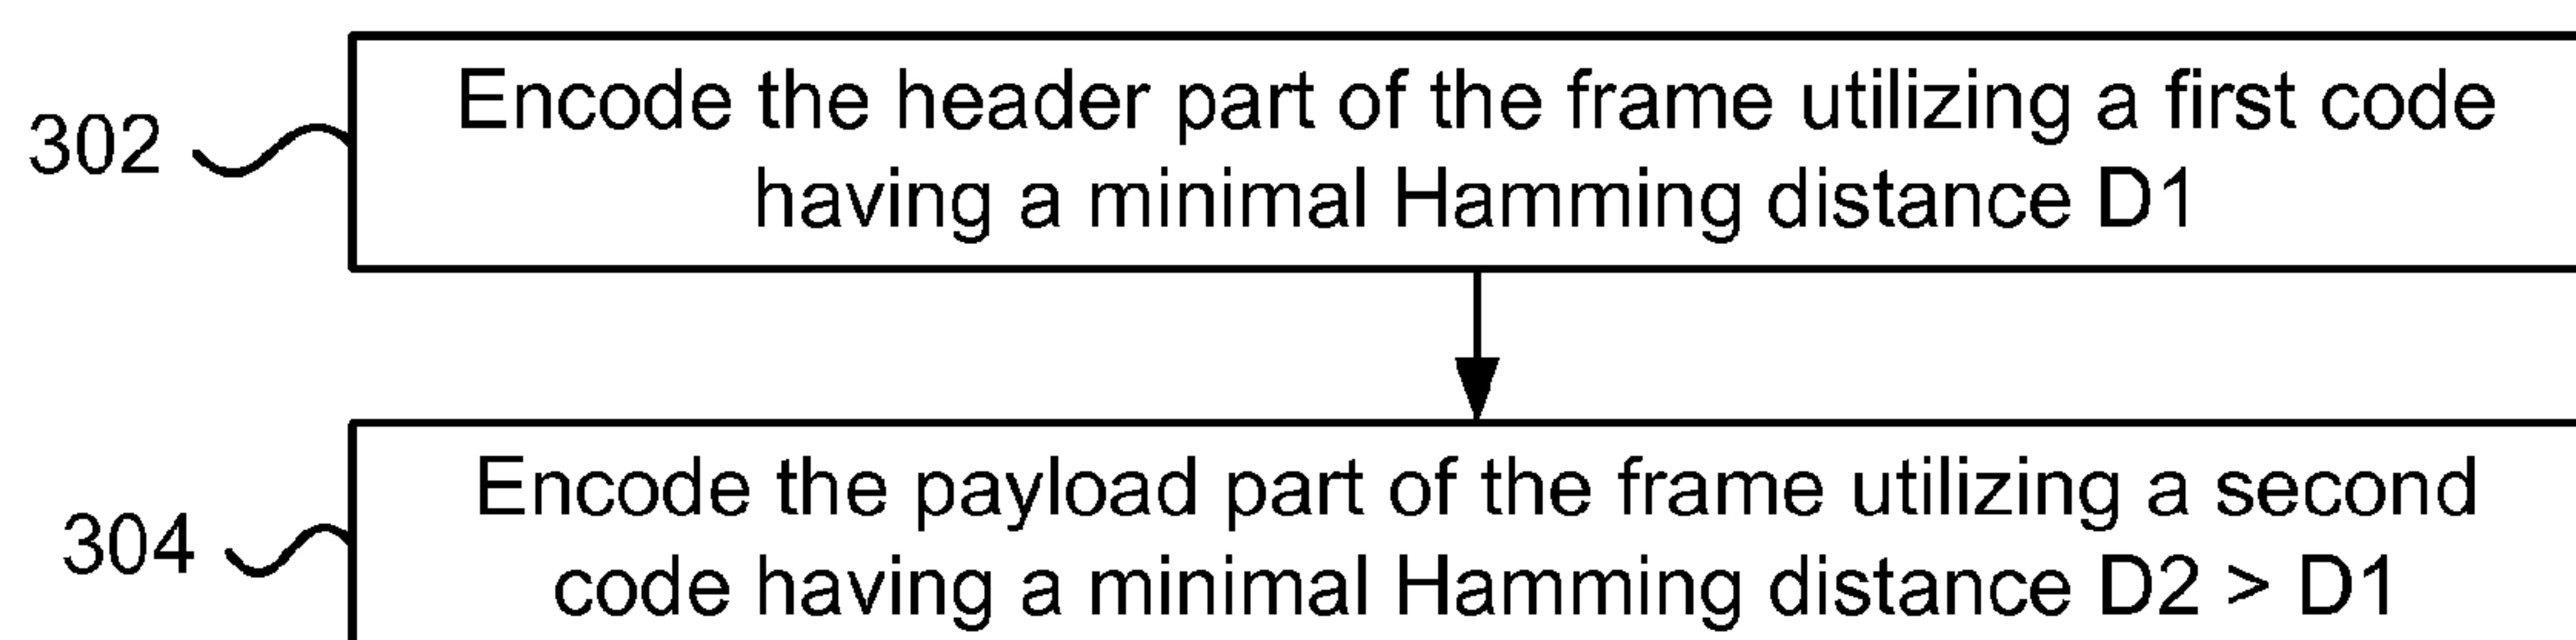 302
Encode the header part of the frame utilizing a first code
having a minimal Hamming distance D1
304
Encode the payload part of the frame utilizing a second
code having a minimal Hamming distance D2 > D1